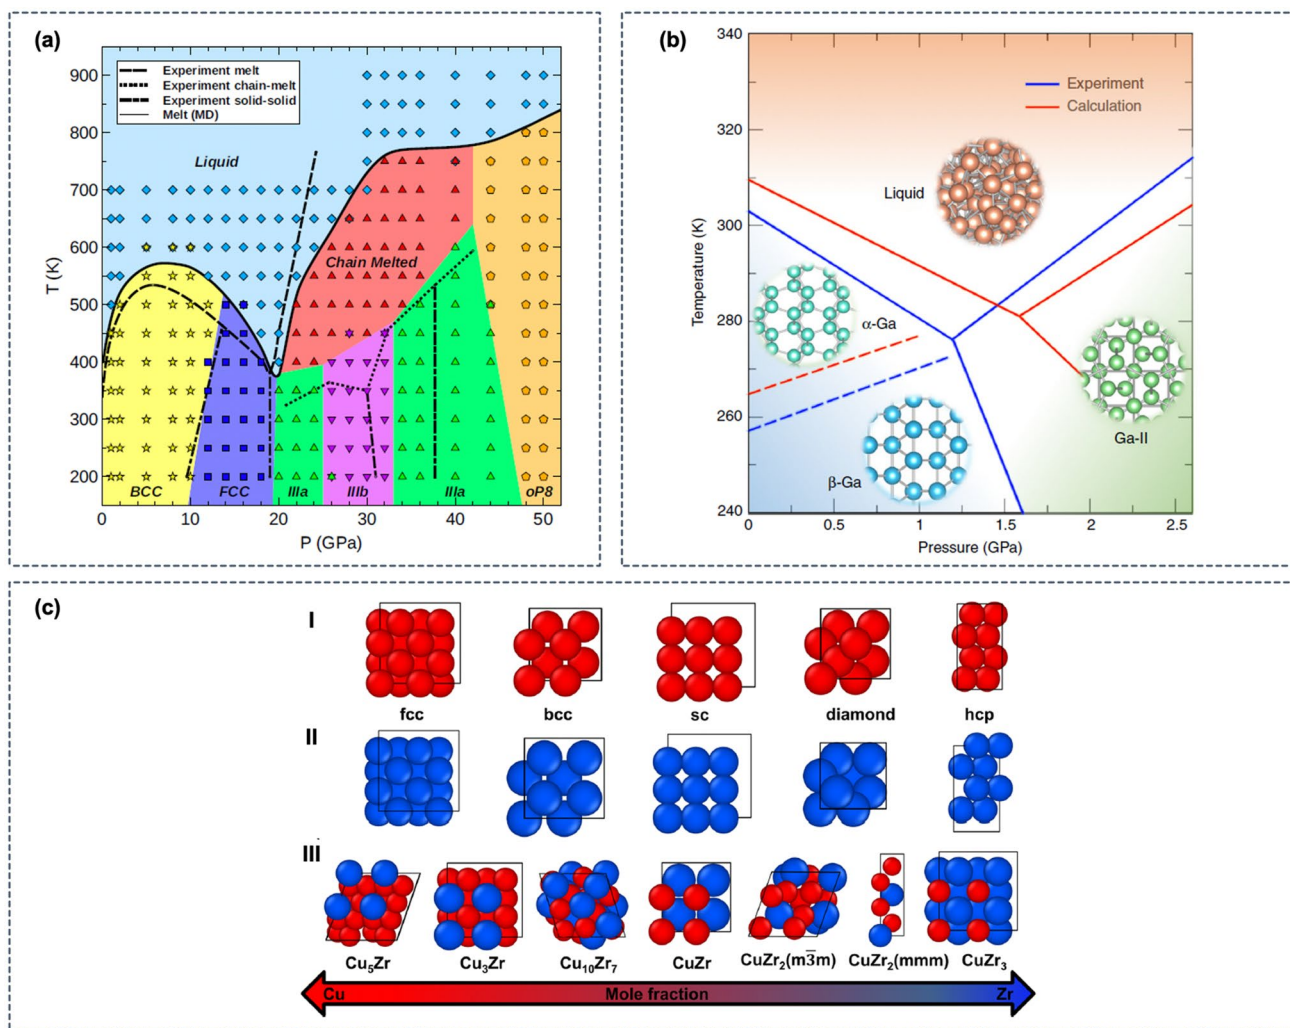 (a)
Experiment melt
Experiment chain-melt
Experiment solid-solid
Melt (MD)
900
800
700
600
500
400
300
200
T (K)
Liquid
Chain Melted
BCC
FCC
IIIa
IIIb
IIIa
oP8
0
10
20
30
40
50
P (GPa)
(b)
340
320
300
280
260
240
Temperature (K)
Experiment
Calculation
Liquid
α-Ga
β-Ga
Ga-II
0
0.5
1.0
1.5
2
2.5
Pressure (GPa)
(c)
I
fcc
bcc
sc
diamond
hcp
II
III
Cu₅Zr
Cu₃Zr
Cu₁₀Zr₇
CuZr
CuZr₂(m3̅m)
CuZr₂(mmm)
CuZr₃
Cu
Mole fraction
Zr